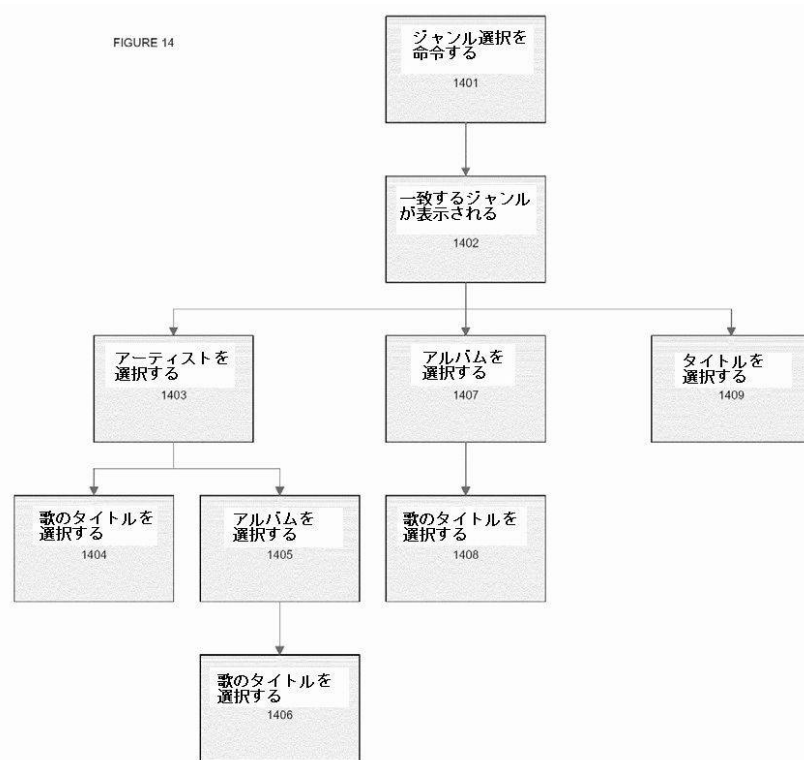 FIGURE 14
ジャンル選択を
命令する
1401
一致するジャンル
が表示される
1402
アーティストを
選択する
1403
アルバムを
選択する
1407
タイトルを
選択する
1409
歌のタイトルを
選択する
1404
アルバムを
選択する
1405
歌のタイトルを
選択する
1408
歌のタイトルを
選択する
1406